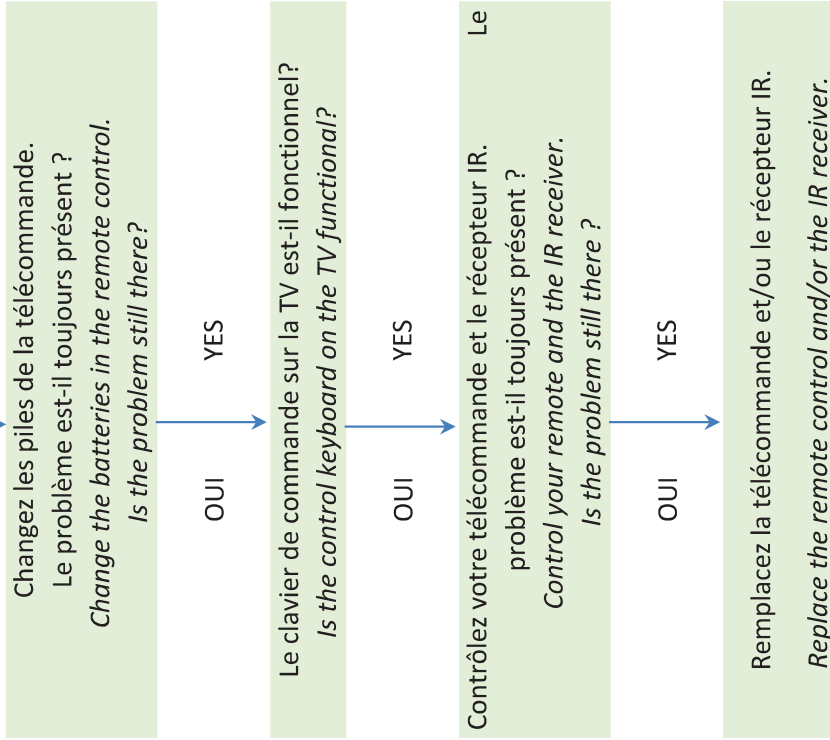 Changez les piles de la télécommande.
Le problème est-il toujours présent ?
Change the batteries in the remote control.
Is the problem still there?
OUI YES
Le clavier de commande sur la TV est-il fonctionnel?
Is the control keyboard on the TV functional?
OUI YES
Contrôlez votre télécommande et le récepteur IR. Le
problème est-il toujours présent ?
Control your remote and the IR receiver.
Is the problem still there ?
OUI YES
Remplacez la télécommande et/ou le récepteur IR.
Replace the remote control and/or the IR receiver.